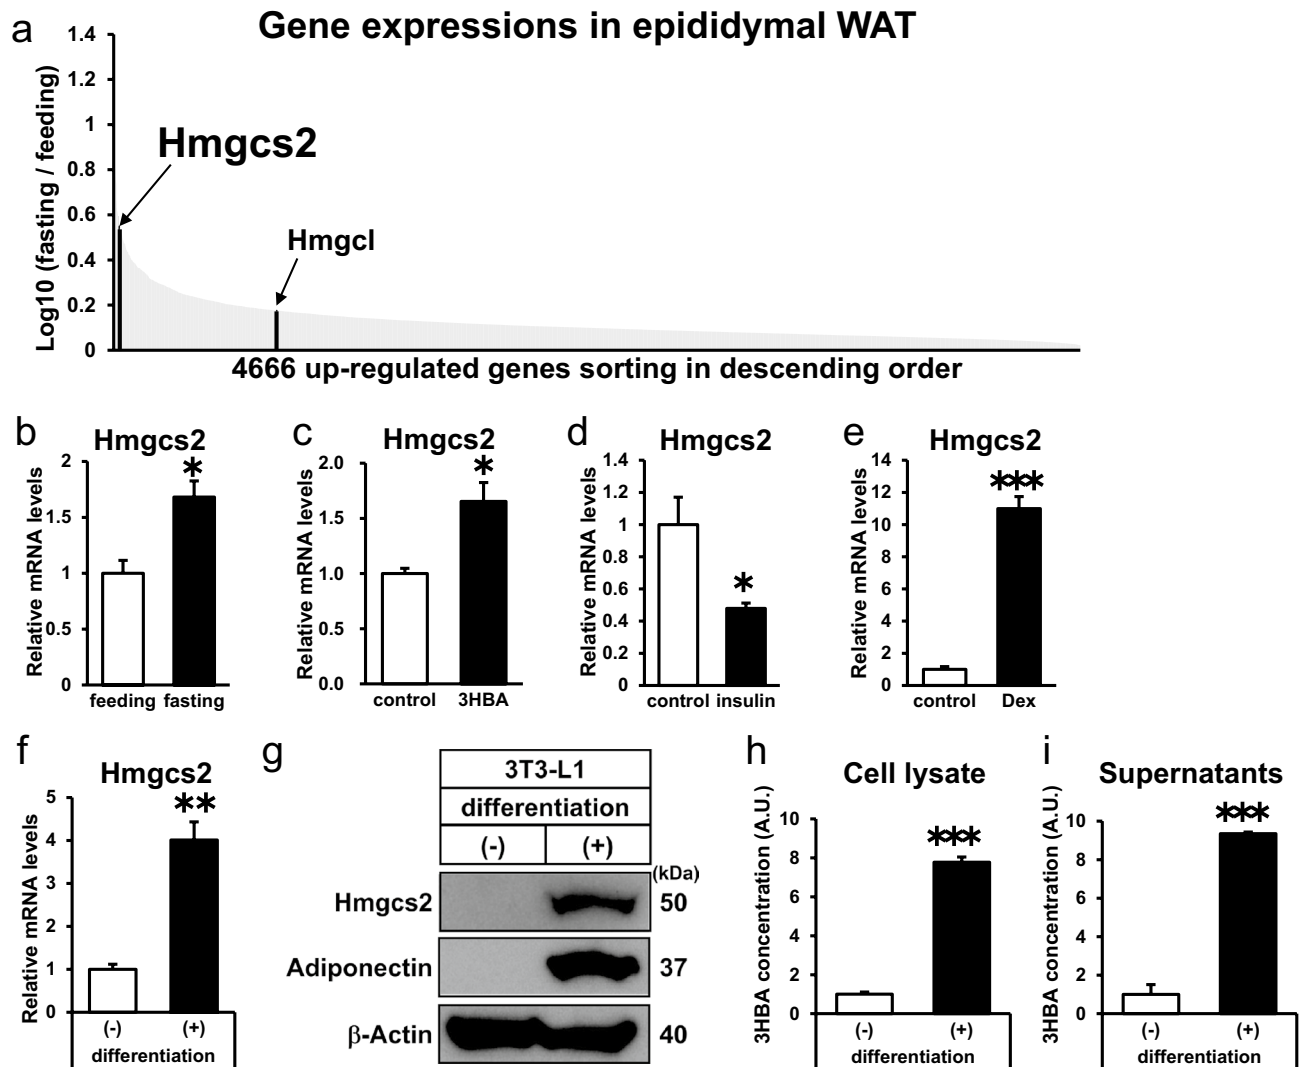 a
Gene expressions in epididymal WAT
Log10 (fasting / feeding)
1.4
1.2
1
0.8
0.6
0.4
0.2
0
Hmgcs2
Hmgcl
4666 up-regulated genes sorting in descending order
b
Hmgcs2
Relative mRNA levels
2
1.5
1
0.5
0
*
feeding fasting
c
Hmgcs2
Relative mRNA levels
2.0
1.5
1.0
0.5
0.0
*
control 3HBA
d
Hmgcs2
Relative mRNA levels
1.4
1.2
1
0.8
0.6
0.4
0.2
0
*
control insulin
e
Hmgcs2
Relative mRNA levels
14
12
10
8
6
4
2
0
***
control Dex
f
Hmgcs2
Relative mRNA levels
5
4
3
2
1
0
**
(-) (+)
differentiation
g
3T3-L1
differentiation
(-) (+)
(kDa)
Hmgcs2 50
Adiponectin 37
β-Actin 40
h
Cell lysate
3HBA concentration (A.U.)
10
8
6
4
2
0
***
(-) (+)
differentiation
i
Supernatants
3HBA concentration (A.U.)
10
8
6
4
2
0
***
(-) (+)
differentiation